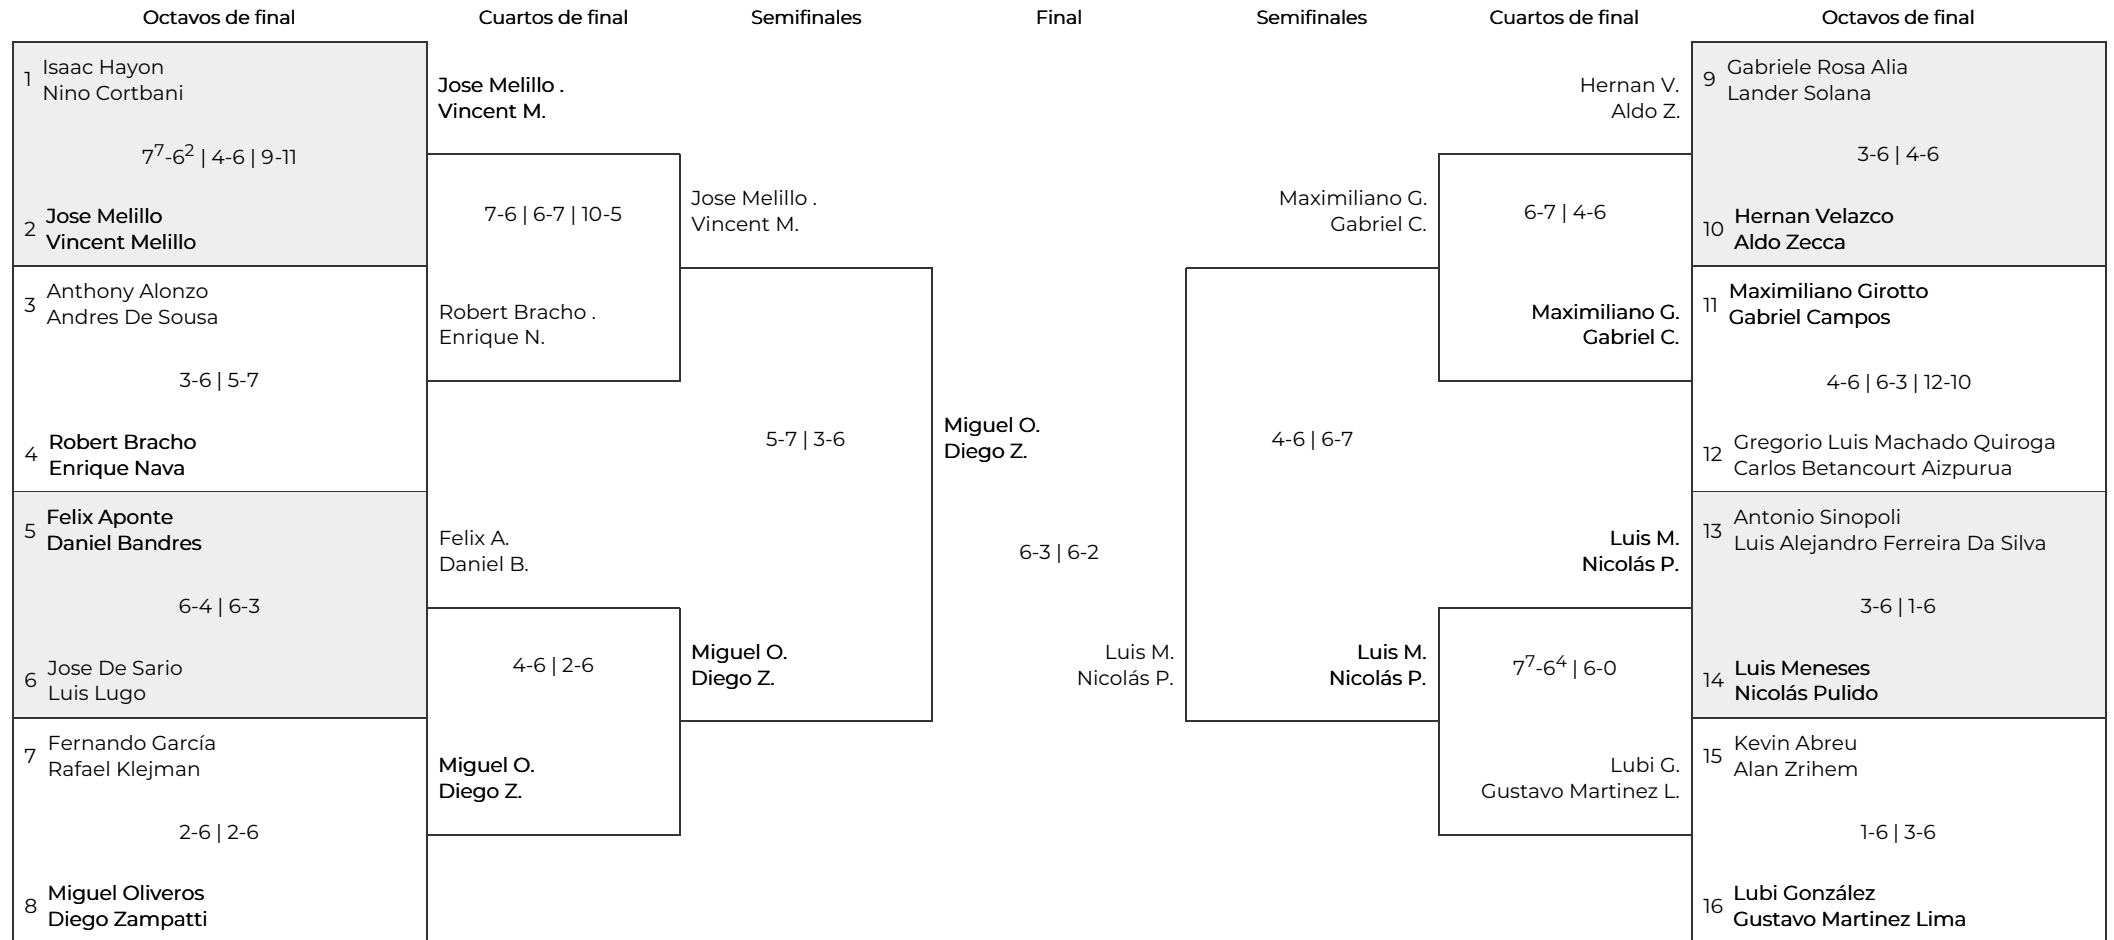 Octavos de final
Cuartos de final
Semifinales
Final
Semifinales
Cuartos de final
Octavos de final
1
Isaac Hayon
Nino Cortbani
7⁷-6² | 4-6 | 9-11
2
Jose Melillo
Vincent Melillo
3
Anthony Alonzo
Andres De Sousa
3-6 | 5-7
4
Robert Bracho
Enrique Nava
5
Felix Aponte
Daniel Bandres
6-4 | 6-3
6
Jose De Sario
Luis Lugo
7
Fernando García
Rafael Klejman
2-6 | 2-6
8
Miguel Oliveros
Diego Zampatti
Jose Melillo .
Vincent M.
7-6 | 6-7 | 10-5
Robert Bracho .
Enrique N.
Felix A.
Daniel B.
4-6 | 2-6
Miguel O.
Diego Z.
Jose Melillo .
Vincent M.
5-7 | 3-6
Miguel O.
Diego Z.
Miguel O.
Diego Z.
6-3 | 6-2
Luis M.
Nicolás P.
Maximiliano G.
Gabriel C.
4-6 | 6-7
Luis M.
Nicolás P.
Hernan V.
Aldo Z.
6-7 | 4-6
Maximiliano G.
Gabriel C.
Luis M.
Nicolás P.
7⁷-6⁴ | 6-0
Lubi G.
Gustavo Martinez L.
9
Gabriele Rosa Alia
Lander Solana
3-6 | 4-6
10
Hernan Velazco
Aldo Zecca
11
Maximiliano Girotto
Gabriel Campos
4-6 | 6-3 | 12-10
12
Gregorio Luis Machado Quiroga
Carlos Betancourt Aizpurua
13
Antonio Sinopoli
Luis Alejandro Ferreira Da Silva
3-6 | 1-6
14
Luis Meneses
Nicolás Pulido
15
Kevin Abreu
Alan Zrihem
1-6 | 3-6
16
Lubi González
Gustavo Martinez Lima